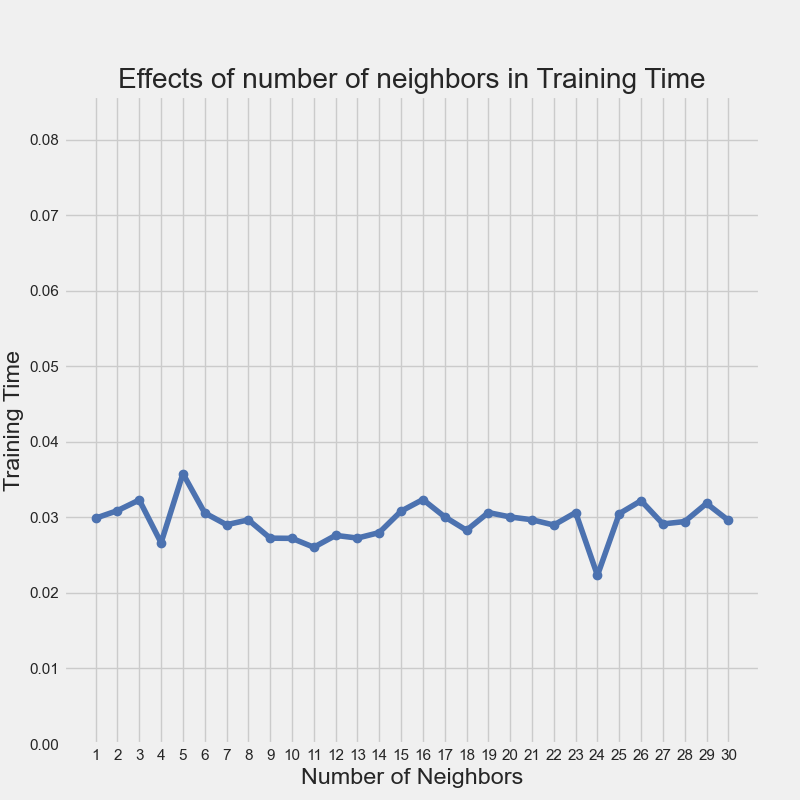 Effects of number of neighbors in Training Time
0.08
0.07
0.06
0.05
0.04
0.03
0.02
0.01
0.00
Training Time
1 2 3 4 5 6 7 8 9 10 11 12 13 14 15 16 17 18 19 20 21 22 23 24 25 26 27 28 29 30
Number of Neighbors